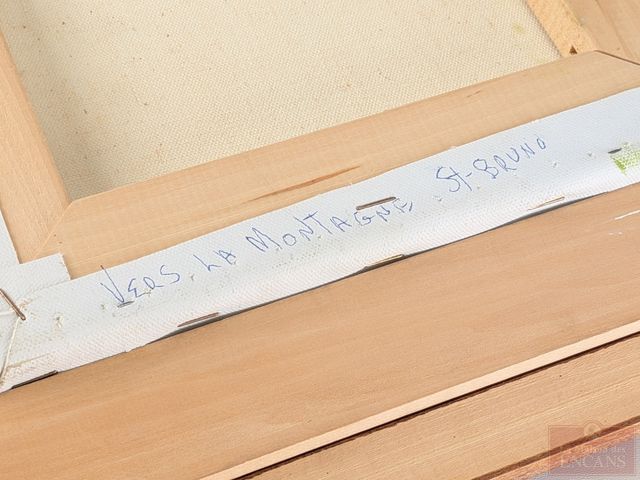 VERS LA MONTAGNE St-BRUNO
ENCANS